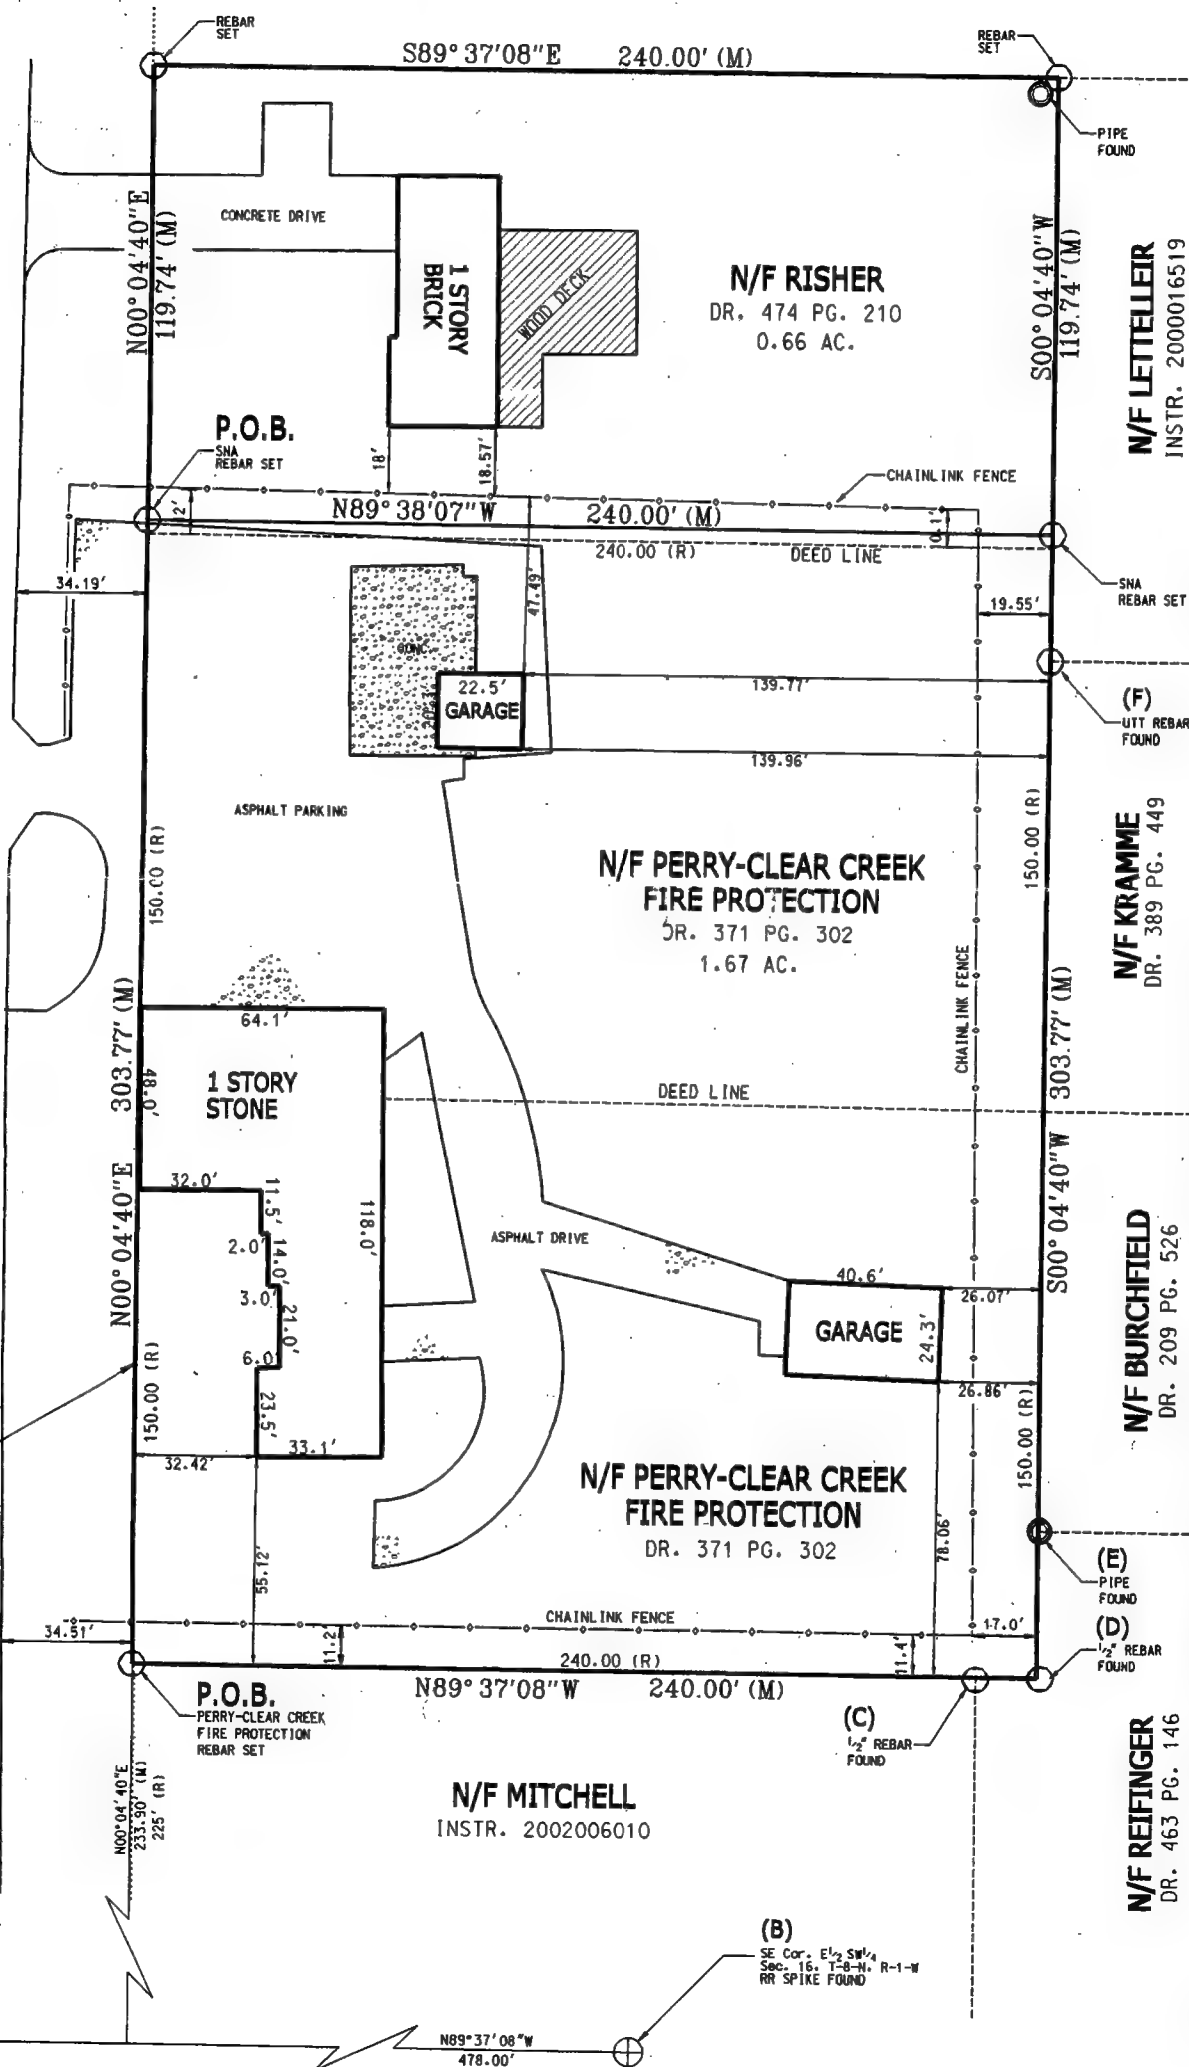 REBAR
SET
S89°37'08"E 240.00' (M)
REBAR
SET
PIPE
FOUND
CONCRETE DRIVE
N00°04'40"E
119.74' (M)
1 STORY
BRICK
WOOD DECK
N/F RISHER
DR. 474 PG. 210
0.66 AC.
S00°04'40"W
119.74' (M)
N/F LETTELLEIR
INSTR. 2000016519
P.O.B.
SNA
REBAR SET
18'
18.57'
CHAINLINK FENCE
N89°38'07"W 240.00' (M)
10.1'
240.00 (R)
DEED LINE
34.19'
47.49'
19.55'
SNA
REBAR SET
CONC.
22.5'
GARAGE
139.77'
139.96'
(F)
UTT REBAR
FOUND
ASPHALT PARKING
150.00 (R)
150.00 (R)
N/F PERRY-CLEAR CREEK
FIRE PROTECTION
DR. 371 PG. 302
1.67 AC.
N/F KRAMME
DR. 389 PG. 449
CHAINLINK FENCE
64.1'
303.77' (M)
303.77' (M)
48.0'
1 STORY
STONE
DEED LINE
32.0'
11.5'
2.0'
14.0'
3.0'
21.0'
6.0'
23.5'
118.0'
N00°04'40"E
S00°04'40"W
ASPHALT DRIVE
40.6'
26.07'
GARAGE
24.3'
26.86'
N/F BURCHFIELD
DR. 209 PG. 526
150.00 (R)
150.00 (R)
33.1'
32.42'
N/F PERRY-CLEAR CREEK
FIRE PROTECTION
DR. 371 PG. 302
55.12'
78.06'
(E)
PIPE
FOUND
CHAINLINK FENCE
34.51'
11.2'
11.4'
17.0'
(D)
1/2" REBAR
FOUND
240.00 (R)
N89°37'08"W 240.00' (M)
P.O.B.
PERRY-CLEAR CREEK
FIRE PROTECTION
REBAR SET
(C)
1/2" REBAR
FOUND
N00°04'40"E
233.90' (M)
225' (R)
N/F MITCHELL
INSTR. 2002006010
N/F REIFINGER
DR. 463 PG. 146
(B)
SE Cor. E1/2 SW1/4
Sec. 16, T-8-N, R-1-W
RR SPIKE FOUND
N89°37'08"W
478.00'